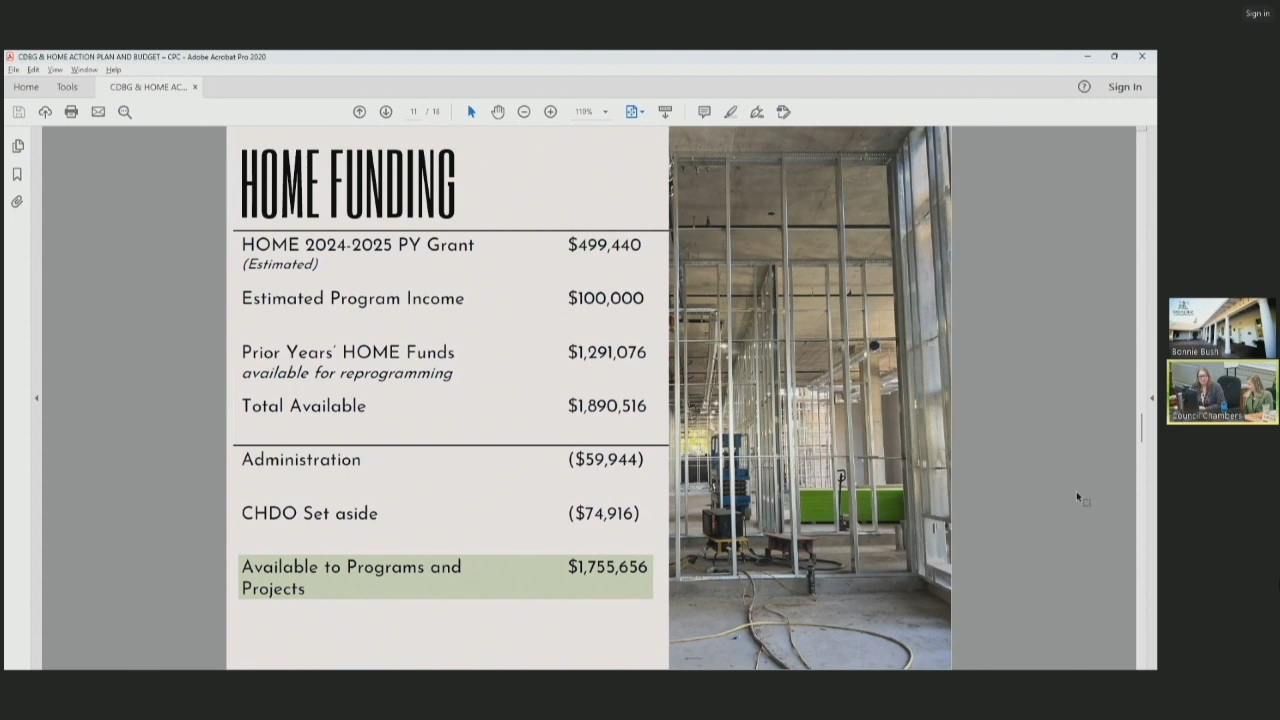 Sign in
CDBG & HOME ACTION PLAN AND BUDGET – CPC - Adobe Acrobat Pro 2020
File Edit View Window Help
Home Tools CDBG & HOME AC... × Sign In
11 / 18 110%
HOME FUNDING
HOME 2024-2025 PY Grant $499,440
(Estimated)
Estimated Program Income $100,000
Prior Years' HOME Funds $1,291,076
available for reprogramming
Total Available $1,890,516
Administration ($59,944)
CHDO Set aside ($74,916)
Available to Programs and $1,755,656
Projects
Bonnie Bush
Council Chambers